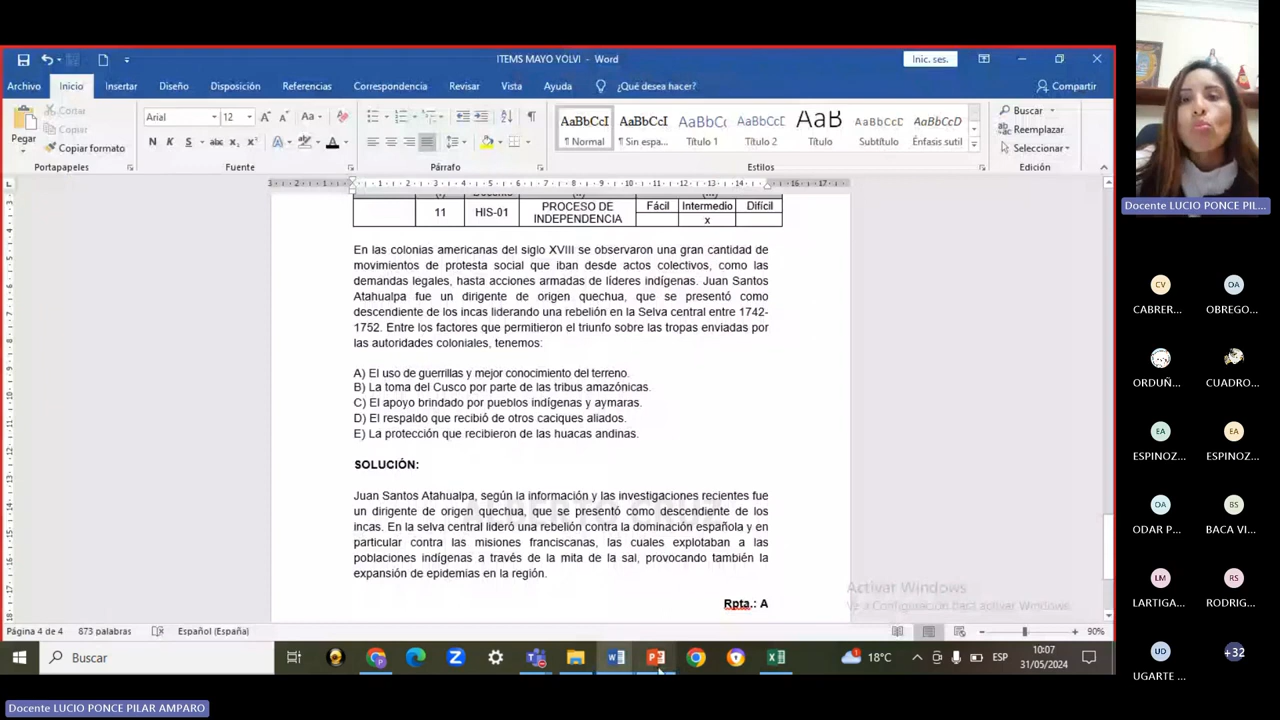 ITEMS MAYO YOLVI - Word
Inic. ses.
Archivo Inicio Insertar Diseño Disposición Referencias Correspondencia Revisar Vista Ayuda ¿Qué desea hacer? Compartir
Pegar
Cortar
Copiar
Copiar formato
Portapapeles
Arial 12
N K S abc
Fuente
Párrafo
AaBbCcI AaBbCcI AaBbCc AaBbCcI AaB AaBbCcD AaBbCcD
¶ Normal ¶ Sin espa... Título 1 Título 2 Título Subtítulo Énfasis sutil
Estilos
Buscar
Reemplazar
Seleccionar
Edición
11 HIS-01 PROCESO DE INDEPENDENCIA Fácil Intermedio Difícil
x
En las colonias americanas del siglo XVIII se observaron una gran cantidad de
movimientos de protesta social que iban desde actos colectivos, como las
demandas legales, hasta acciones armadas de líderes indígenas. Juan Santos
Atahualpa fue un dirigente de origen quechua, que se presentó como
descendiente de los incas liderando una rebelión en la Selva central entre 1742-
1752. Entre los factores que permitieron el triunfo sobre las tropas enviadas por
las autoridades coloniales, tenemos:
A) El uso de guerrillas y mejor conocimiento del terreno.
B) La toma del Cusco por parte de las tribus amazónicas.
C) El apoyo brindado por pueblos indígenas y aymaras.
D) El respaldo que recibió de otros caciques aliados.
E) La protección que recibieron de las huacas andinas.
SOLUCIÓN:
Juan Santos Atahualpa, según la información y las investigaciones recientes fue
un dirigente de origen quechua, que se presentó como descendiente de los
incas. En la selva central lideró una rebelión contra la dominación española y en
particular contra las misiones franciscanas, las cuales explotaban a las
poblaciones indígenas a través de la mita de la sal, provocando también la
expansión de epidemias en la región.
Rpta.: A
Activar Windows
Ve a Configuración para activar Windows.
Página 4 de 4 873 palabras Español (España) 90%
Buscar
18°C ESP 10:07
31/05/2024
Docente LUCIO PONCE PIL...
CV OA
CABRER... OBREGO...
ORDUÑ... CUADRO...
EA EA
ESPINOZ... ESPINOZ...
OA BS
ODAR P... BACA VI...
LM RS
LARTIGA... RODRIG...
UD +32
UGARTE ...
Docente LUCIO PONCE PILAR AMPARO